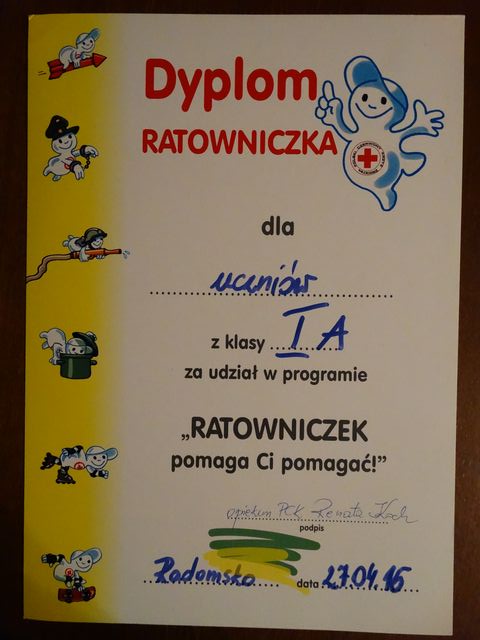 Dyplom
RATOWNICZKA
dla
uczniów
z klasy I A
za udział w programie
„RATOWNICZEK
pomaga Ci pomagać!”
opiekun PCK Renata Koch
podpis
Radomsko data 27.04.16